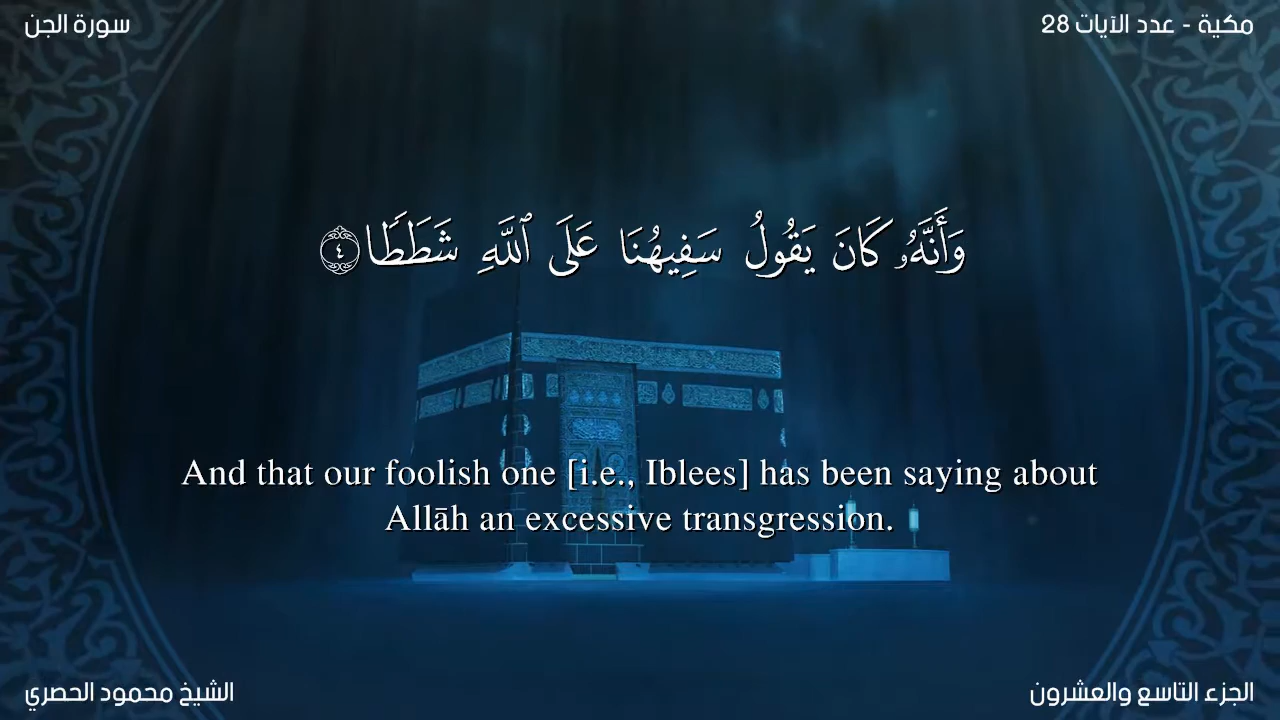 سورة الجن
مكية - عدد الآيات 28
وَأَنَّهُۥ كَانَ يَقُولُ سَفِيهُنَا عَلَى ٱللَّهِ شَطَطًا ٤
And that our foolish one [i.e., Iblees] has been saying about
Allāh an excessive transgression.
الشيخ محمود الحصري
الجزء التاسع والعشرون